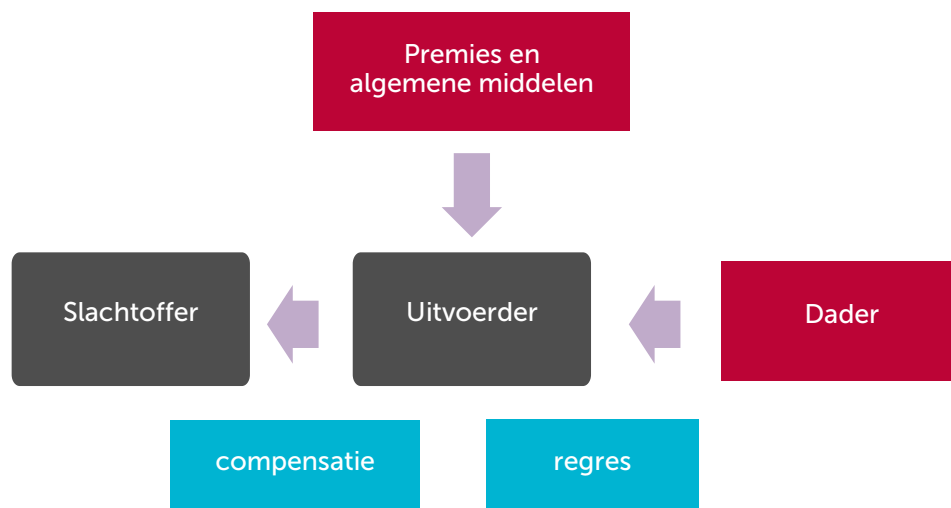 Premies en
algemene middelen
Slachtoffer
Uitvoerder
Dader
compensatie
regres